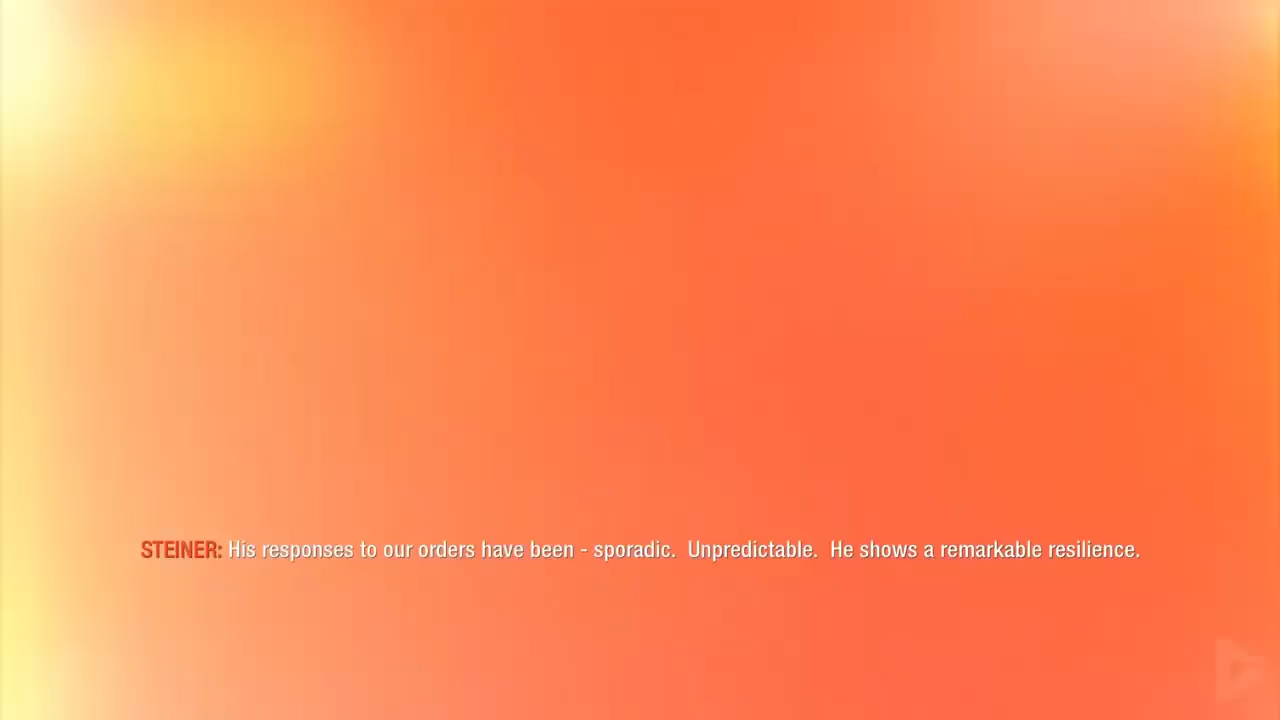 STEINER: His responses to our orders have been - sporadic.  Unpredictable.  He shows a remarkable resilience.